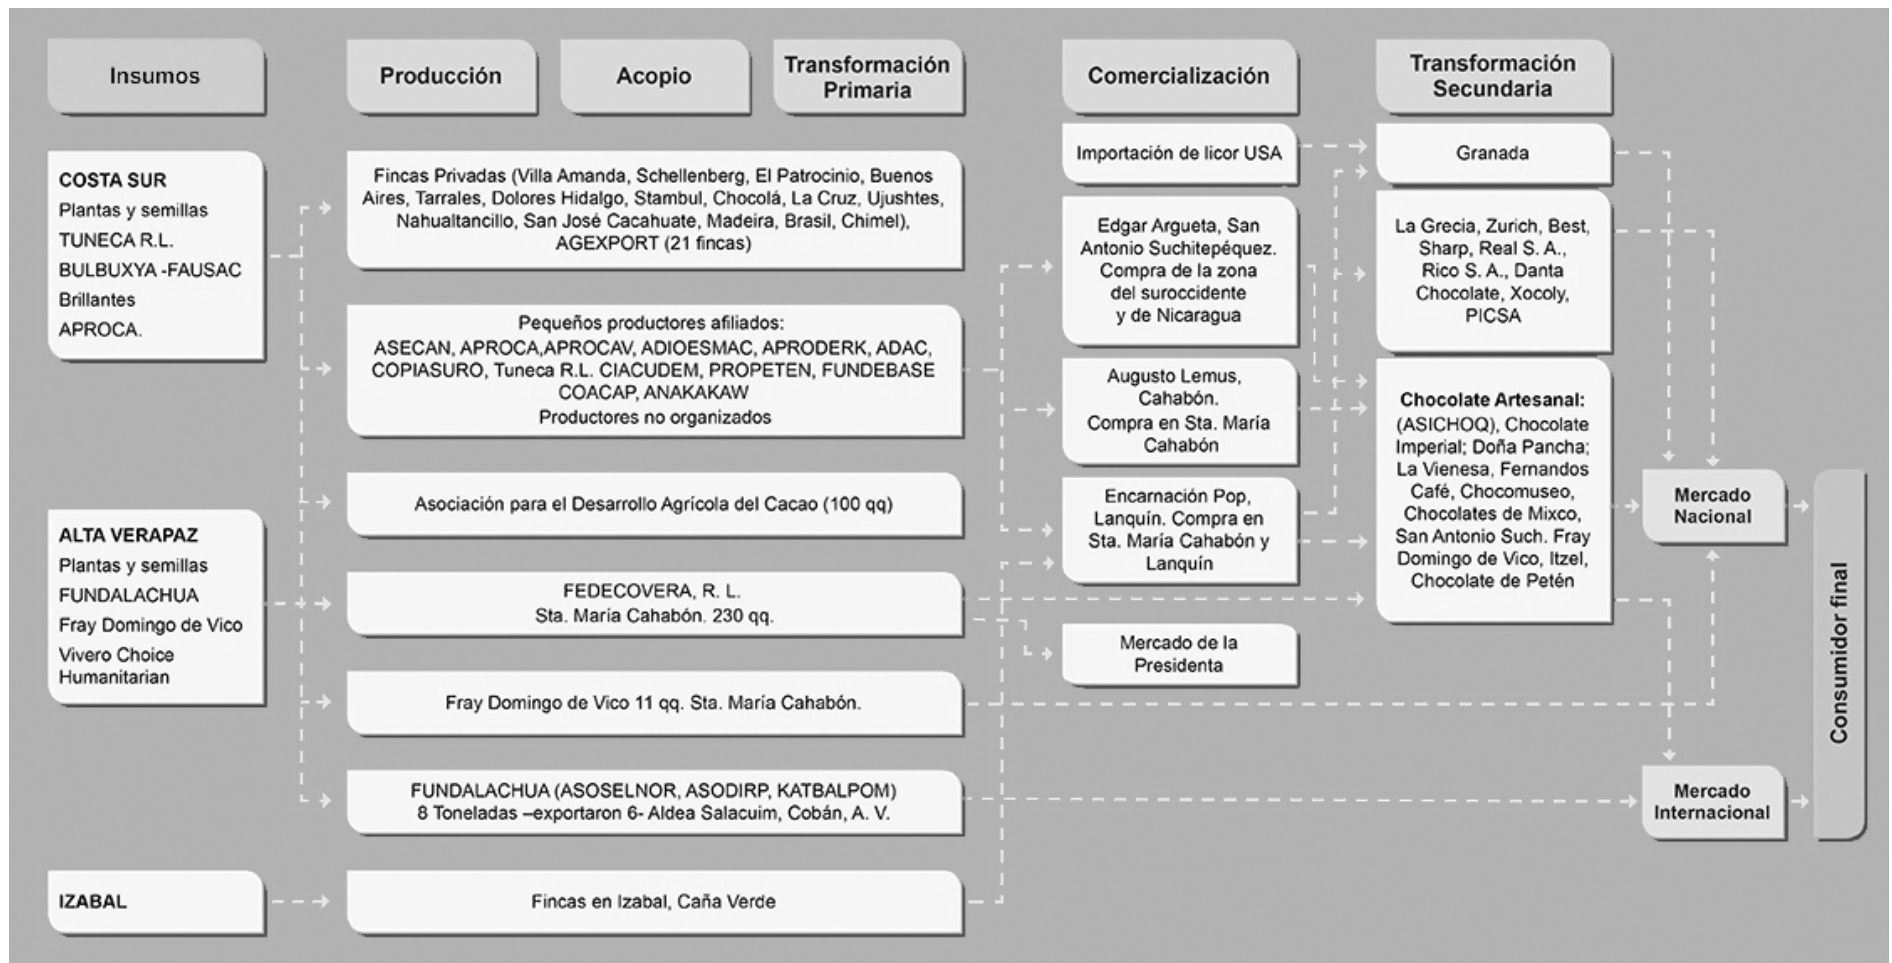 Insumos
Producción
Acopio
Transformación
Primaria
Comercialización
Transformación
Secundaria
COSTA SUR
Plantas y semillas
TUNECA R.L.
BULBUXYA -FAUSAC
Brillantes
APROCA.
ALTA VERAPAZ
Plantas y semillas
FUNDALACHUA
Fray Domingo de Vico
Vivero Choice
Humanitarian
IZABAL
Fincas Privadas (Villa Amanda, Schellenberg, El Patrocinio, Buenos
Aires, Tarrales, Dolores Hidalgo, Stambul, Chocolá, La Cruz, Ujushtes,
Nahualtancillo, San José Cacahuate, Madeira, Brasil, Chimel),
AGEXPORT (21 fincas)
Pequeños productores afiliados:
ASECAN, APROCA,APROCAV, ADIOESMAC, APRODERK, ADAC,
COPIASURO, Tuneca R.L. CIACUDEM, PROPETEN, FUNDEBASE
COACAP, ANAKAKAW
Productores no organizados
Asociación para el Desarrollo Agrícola del Cacao (100 qq)
FEDECOVERA, R. L.
Sta. María Cahabón. 230 qq.
Fray Domingo de Vico 11 qq. Sta. María Cahabón.
FUNDALACHUA (ASOSELNOR, ASODIRP, KATBALPOM)
8 Toneladas –exportaron 6- Aldea Salacuim, Cobán, A. V.
Fincas en Izabal, Caña Verde
Importación de licor USA
Edgar Argueta, San
Antonio Suchitepéquez.
Compra de la zona
del suroccidente
y de Nicaragua
Augusto Lemus,
Cahabón.
Compra en Sta. María
Cahabón
Encarnación Pop,
Lanquín. Compra en
Sta. María Cahabón y
Lanquín
Mercado de la
Presidenta
Granada
La Grecia, Zurich, Best,
Sharp, Real S. A.,
Rico S. A., Danta
Chocolate, Xocoly,
PICSA
Chocolate Artesanal:
(ASICHOQ), Chocolate
Imperial; Doña Pancha;
La Vienesa, Fernandos
Café, Chocomuseo,
Chocolates de Mixco,
San Antonio Such. Fray
Domingo de Vico, Itzel,
Chocolate de Petén
Mercado
Nacional
Mercado
Internacional
Consumidor final